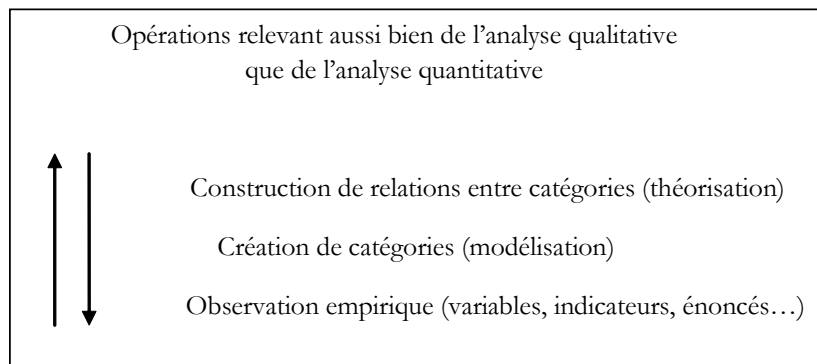 Opérations relevant aussi bien de l’analyse qualitative
que de l’analyse quantitative
Construction de relations entre catégories (théorisation)
Création de catégories (modélisation)
Observation empirique (variables, indicateurs, énoncés…)